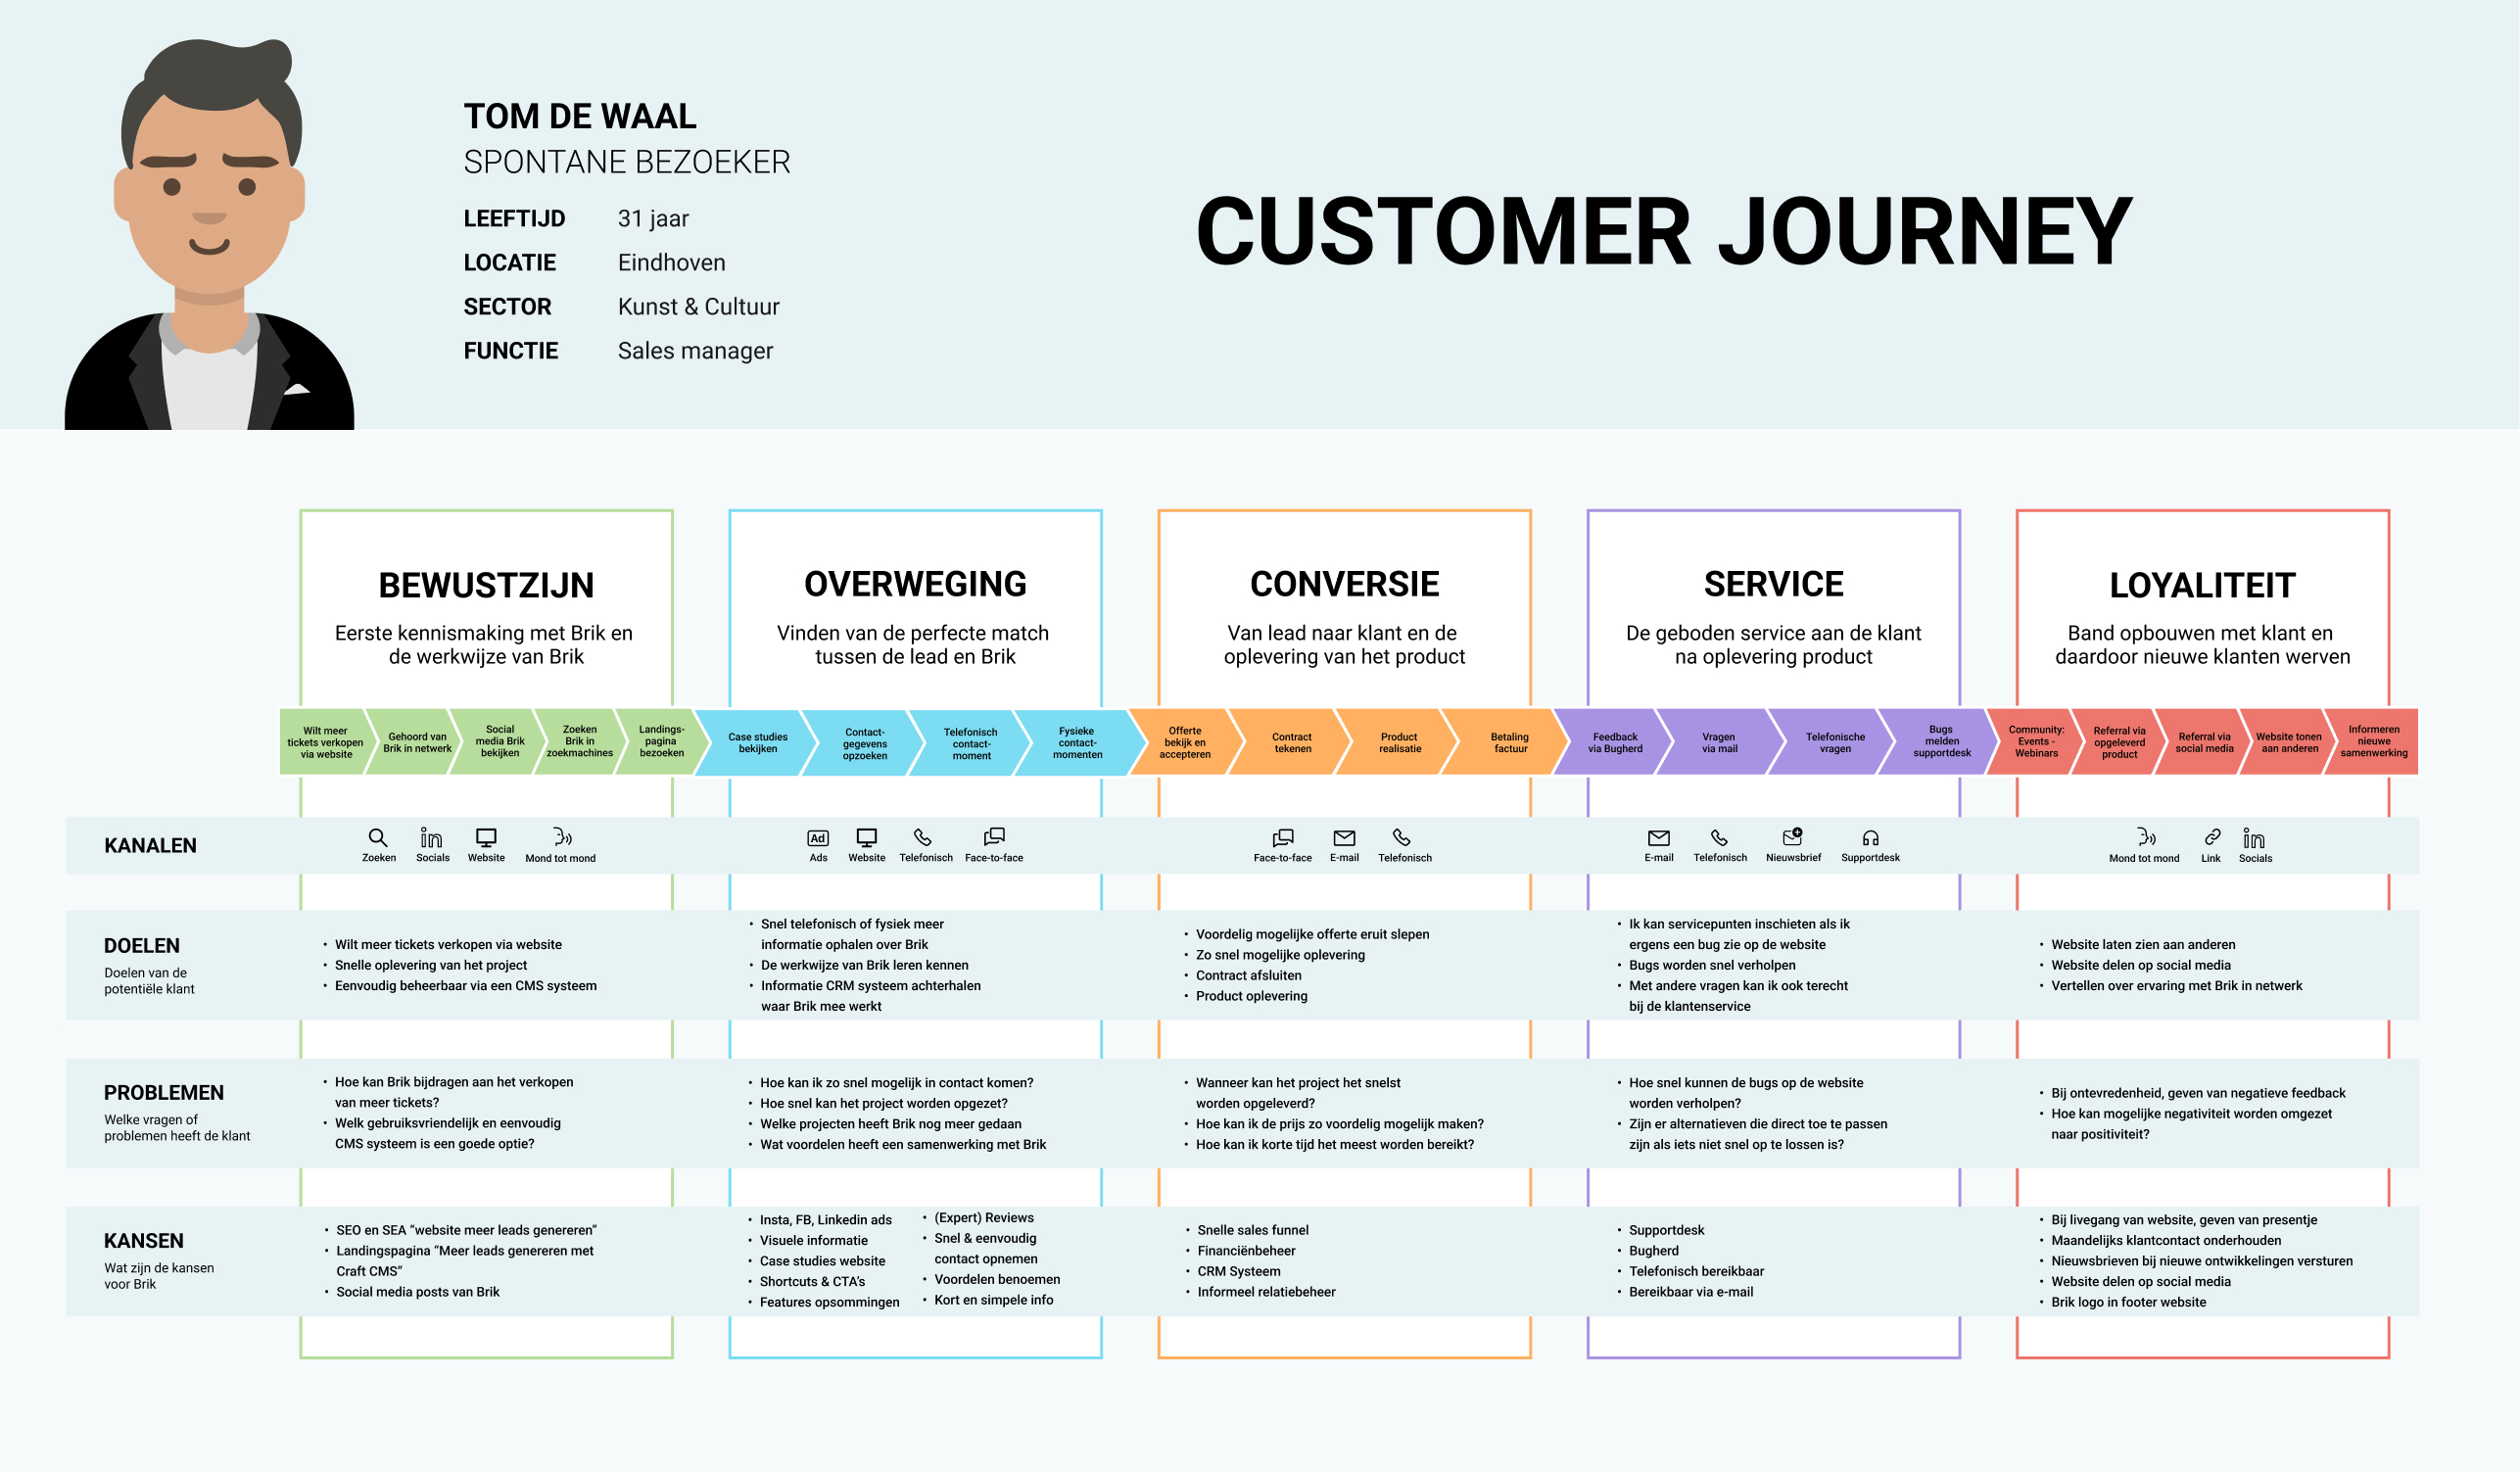 TOM DE WAAL
SPONTANE BEZOEKER
LEEFTIJD 31 jaar
LOCATIE Eindhoven
SECTOR Kunst & Cultuur
FUNCTIE Sales manager
CUSTOMER JOURNEY
BEWUSTZIJN
Eerste kennismaking met Brik en
de werkwijze van Brik
OVERWEGING
Vinden van de perfecte match
tussen de lead en Brik
CONVERSIE
Van lead naar klant en de
oplevering van het product
SERVICE
De geboden service aan de klant
na oplevering product
LOYALITEIT
Band opbouwen met klant en
daardoor nieuwe klanten werven
Wilt meer
tickets verkopen
via website
Gehoord van
Brik in netwerk
Social
media Brik
bekijken
Zoeken
Brik in
zoekmachines
Landings-
pagina
bezoeken
Case studies
bekijken
Contact-
gegevens
opzoeken
Telefonisch
contact-
moment
Fysieke
contact-
momenten
Offerte
bekijk en
accepteren
Contract
tekenen
Product
realisatie
Betaling
factuur
Feedback
via Bugherd
Vragen
via mail
Telefonische
vragen
Bugs
melden
supportdesk
Community:
Events -
Webinars
Referral via
opgeleverd
product
Referral via
social media
Website tonen
aan anderen
Informeren
nieuwe
samenwerking
KANALEN
Zoeken
in
Socials
Website
Mond tot mond
Ad
Ads
Website
Telefonisch
Face-to-face
Face-to-face
E-mail
Telefonisch
E-mail
Telefonisch
Nieuwsbrief
Supportdesk
Mond tot mond
Link
in
Socials
DOELEN
Doelen van de
potentiële klant
• Wilt meer tickets verkopen via website
• Snelle oplevering van het project
• Eenvoudig beheerbaar via een CMS systeem
• Snel telefonisch of fysiek meer
informatie ophalen over Brik
• De werkwijze van Brik leren kennen
• Informatie CRM systeem achterhalen
waar Brik mee werkt
• Voordelig mogelijke offerte eruit slepen
• Zo snel mogelijke oplevering
• Contract afsluiten
• Product oplevering
• Ik kan servicepunten inschieten als ik
ergens een bug zie op de website
• Bugs worden snel verholpen
• Met andere vragen kan ik ook terecht
bij de klantenservice
• Website laten zien aan anderen
• Website delen op social media
• Vertellen over ervaring met Brik in netwerk
PROBLEMEN
Welke vragen of
problemen heeft de klant
• Hoe kan Brik bijdragen aan het verkopen
van meer tickets?
• Welk gebruiksvriendelijk en eenvoudig
CMS systeem is een goede optie?
• Hoe kan ik zo snel mogelijk in contact komen?
• Hoe snel kan het project worden opgezet?
• Welke projecten heeft Brik nog meer gedaan
• Wat voordelen heeft een samenwerking met Brik
• Wanneer kan het project het snelst
worden opgeleverd?
• Hoe kan ik de prijs zo voordelig mogelijk maken?
• Hoe kan ik korte tijd het meest worden bereikt?
• Hoe snel kunnen de bugs op de website
worden verholpen?
• Zijn er alternatieven die direct toe te passen
zijn als iets niet snel op te lossen is?
• Bij ontevredenheid, geven van negatieve feedback
• Hoe kan mogelijke negativiteit worden omgezet
naar positiviteit?
KANSEN
Wat zijn de kansen
voor Brik
• SEO en SEA “website meer leads genereren”
• Landingspagina “Meer leads genereren met
Craft CMS”
• Social media posts van Brik
• Insta, FB, Linkedin ads
• Visuele informatie
• Case studies website
• Shortcuts & CTA’s
• Features opsommingen
• (Expert) Reviews
• Snel & eenvoudig
contact opnemen
• Voordelen benoemen
• Kort en simpele info
• Snelle sales funnel
• Financiënbeheer
• CRM Systeem
• Informeel relatiebeheer
• Supportdesk
• Bugherd
• Telefonisch bereikbaar
• Bereikbaar via e-mail
• Bij livegang van website, geven van presentje
• Maandelijks klantcontact onderhouden
• Nieuwsbrieven bij nieuwe ontwikkelingen versturen
• Website delen op social media
• Brik logo in footer website